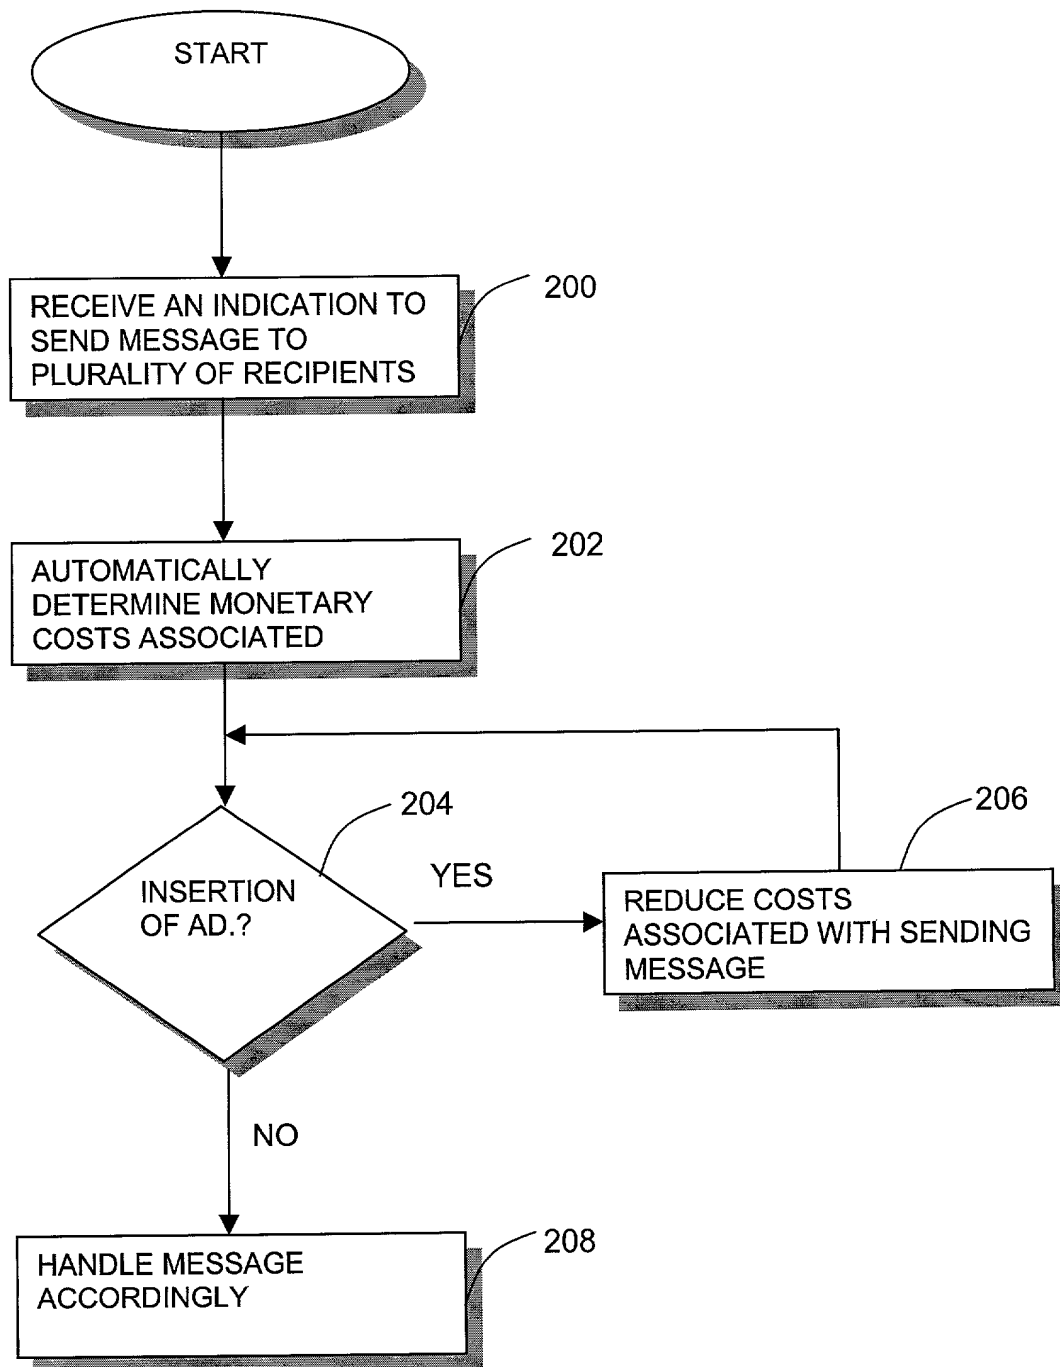 START
RECEIVE AN INDICATION TO
SEND MESSAGE TO
PLURALITY OF RECIPIENTS
200
AUTOMATICALLY
DETERMINE MONETARY
COSTS ASSOCIATED
202
INSERTION
OF AD.?
204
YES
REDUCE COSTS
ASSOCIATED WITH SENDING
MESSAGE
206
NO
HANDLE MESSAGE
ACCORDINGLY
208